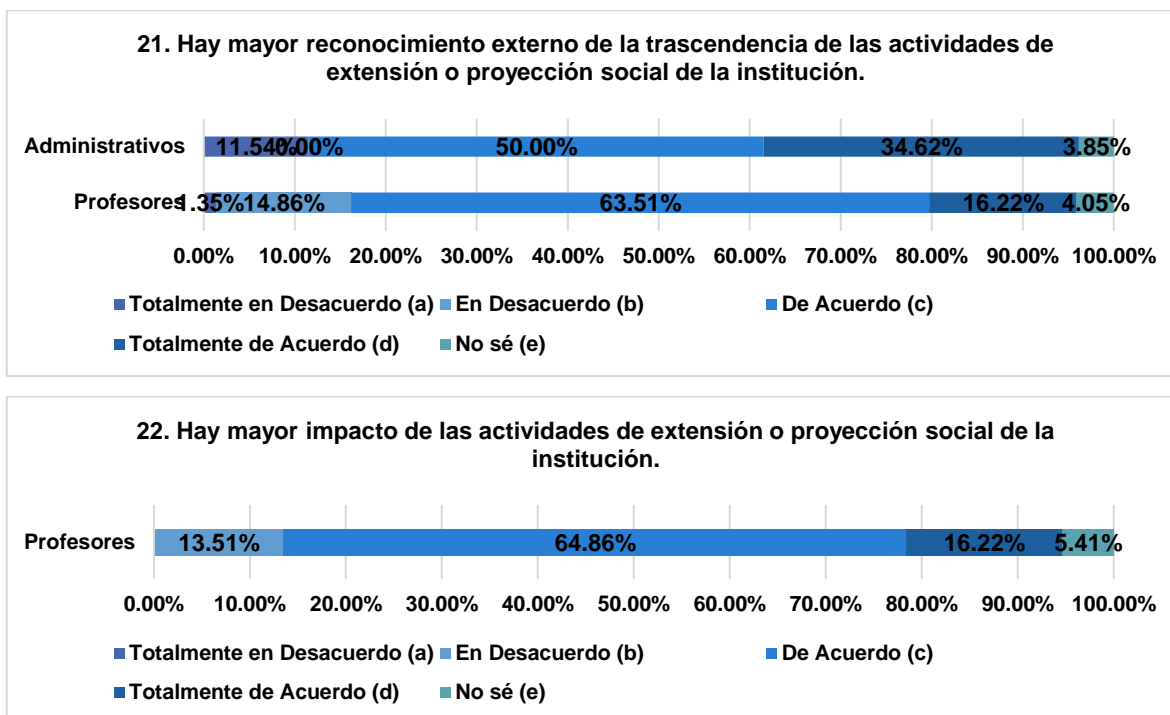 21. Hay mayor reconocimiento externo de la trascendencia de las actividades de
extensión o proyección social de la institución.
Administrativos 11.54% 0.00% 50.00% 34.62% 3.85%
Profesores 1.35% 14.86% 63.51% 16.22% 4.05%
0.00% 10.00% 20.00% 30.00% 40.00% 50.00% 60.00% 70.00% 80.00% 90.00% 100.00%
Totalmente en Desacuerdo (a) En Desacuerdo (b) De Acuerdo (c)
Totalmente de Acuerdo (d) No sé (e)
22. Hay mayor impacto de las actividades de extensión o proyección social de la
institución.
Profesores 13.51% 64.86% 16.22% 5.41%
0.00% 10.00% 20.00% 30.00% 40.00% 50.00% 60.00% 70.00% 80.00% 90.00% 100.00%
Totalmente en Desacuerdo (a) En Desacuerdo (b) De Acuerdo (c)
Totalmente de Acuerdo (d) No sé (e)